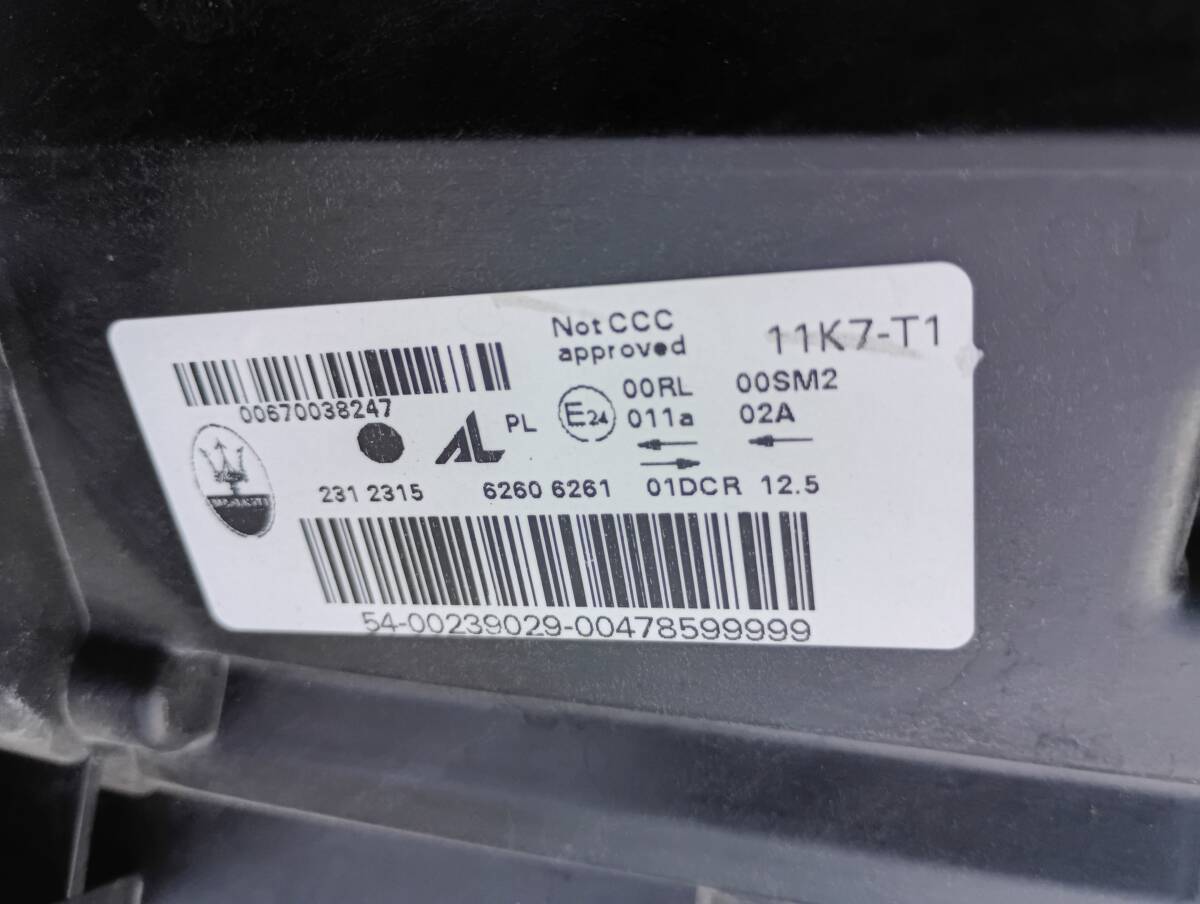 Not CCC
approved
11K7-T1
00670038247
PL
E24
00RL
00SM2
011a
02A
231 2315
6260 6261
01DCR 12.5
54-00239029-00478599999